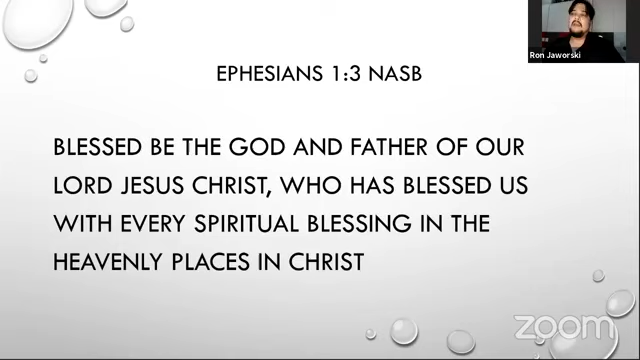 Ron Jaworski
EPHESIANS 1:3 NASB
BLESSED BE THE GOD AND FATHER OF OUR
LORD JESUS CHRIST, WHO HAS BLESSED US
WITH EVERY SPIRITUAL BLESSING IN THE
HEAVENLY PLACES IN CHRIST
zoom